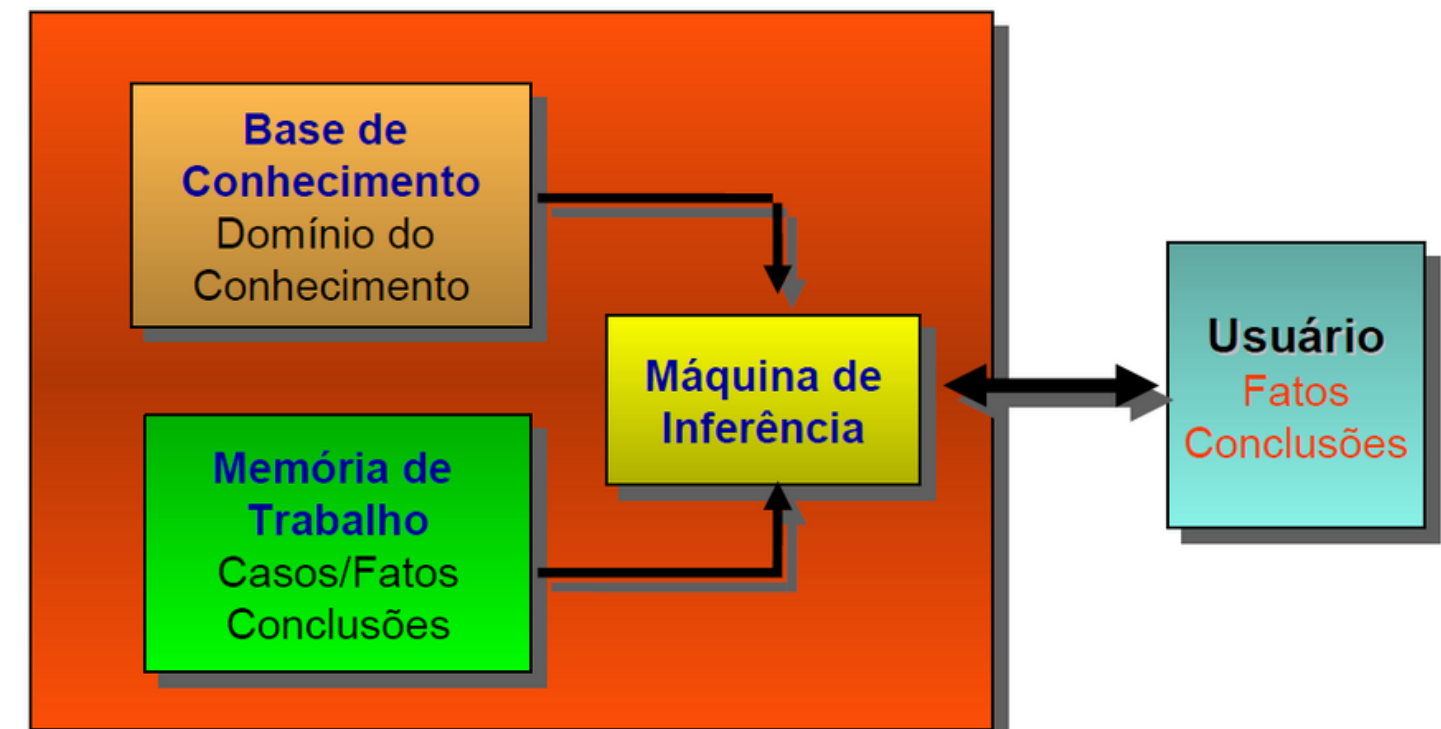 Base de
Conhecimento
Domínio do
Conhecimento
Máquina de
Inferência
Memória de
Trabalho
Casos/Fatos
Conclusões
Usuário
Fatos
Conclusões